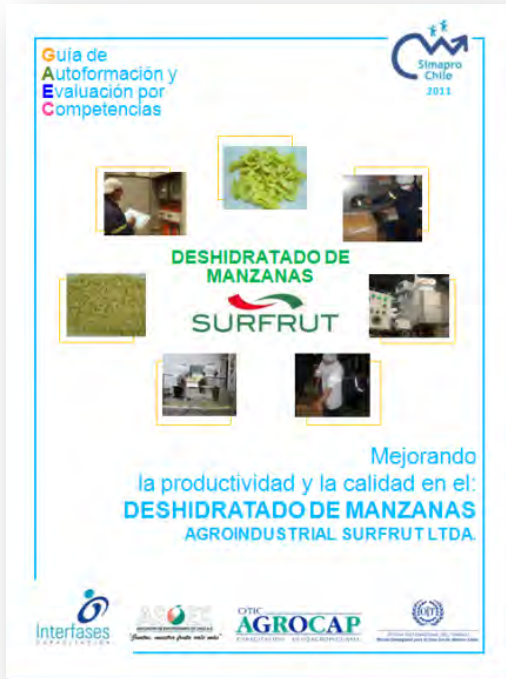 Guía de
Autoformación y
Evaluación por
Competencias
Simapro
Chile
2011
DESHIDRATADO DE
MANZANAS
SURFRUT
Mejorando
la productividad y la calidad en el:
DESHIDRATADO DE MANZANAS
AGROINDUSTRIAL SURFRUT LTDA.
Interfases
CAPACITACIÓN
ASOEX
OTIC
AGROCAP